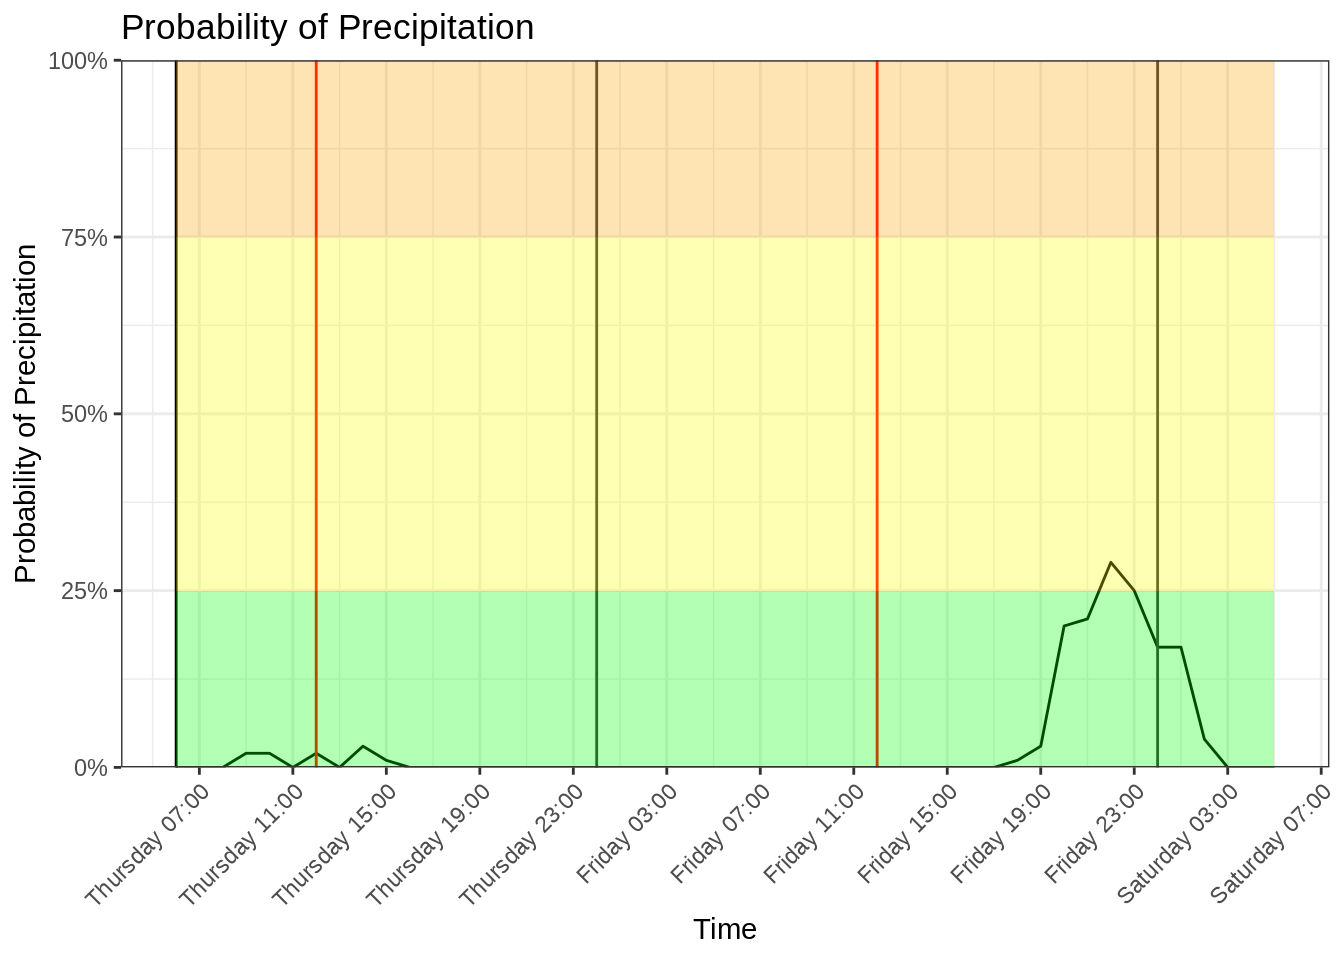 Probability of Precipitation
Probability of Precipitation
100%
75%
50%
25%
0%
Thursday 07:00
Thursday 11:00
Thursday 15:00
Thursday 19:00
Thursday 23:00
Friday 03:00
Friday 07:00
Friday 11:00
Friday 15:00
Friday 19:00
Friday 23:00
Saturday 03:00
Saturday 07:00
Time